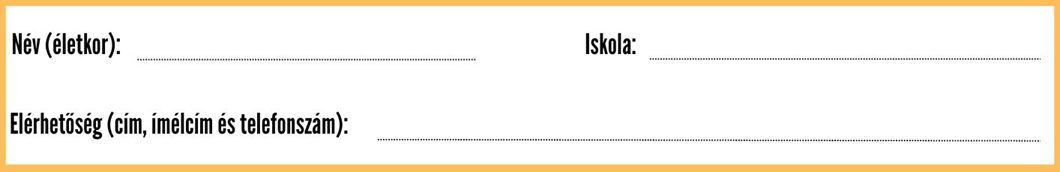 Név (életkor): Iskola:
Elérhetőség (cím, ímélcím és telefonszám):